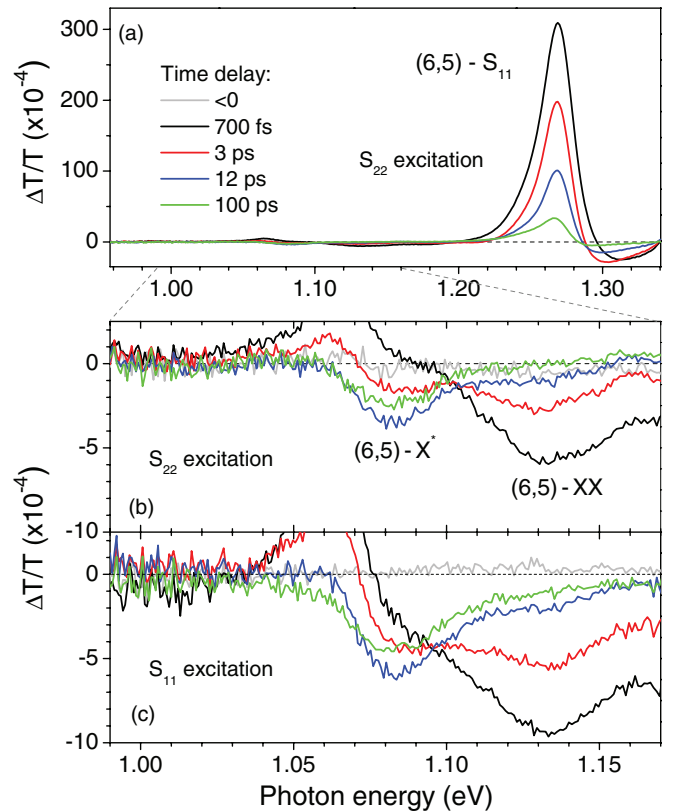 300
(a)
(6,5) - S11
Time delay:
<0
200
700 fs
3 ps
S22 excitation
12 ps
100
100 ps
0
ΔT/T (x10-4)
1.00
1.10
1.20
1.30
0
(6,5) - X*
-5
(6,5) - XX
S22 excitation
(b)
-10
ΔT/T (x10-4)
0
-5
S11 excitation
(c)
-10
1.00
1.05
1.10
1.15
Photon energy (eV)